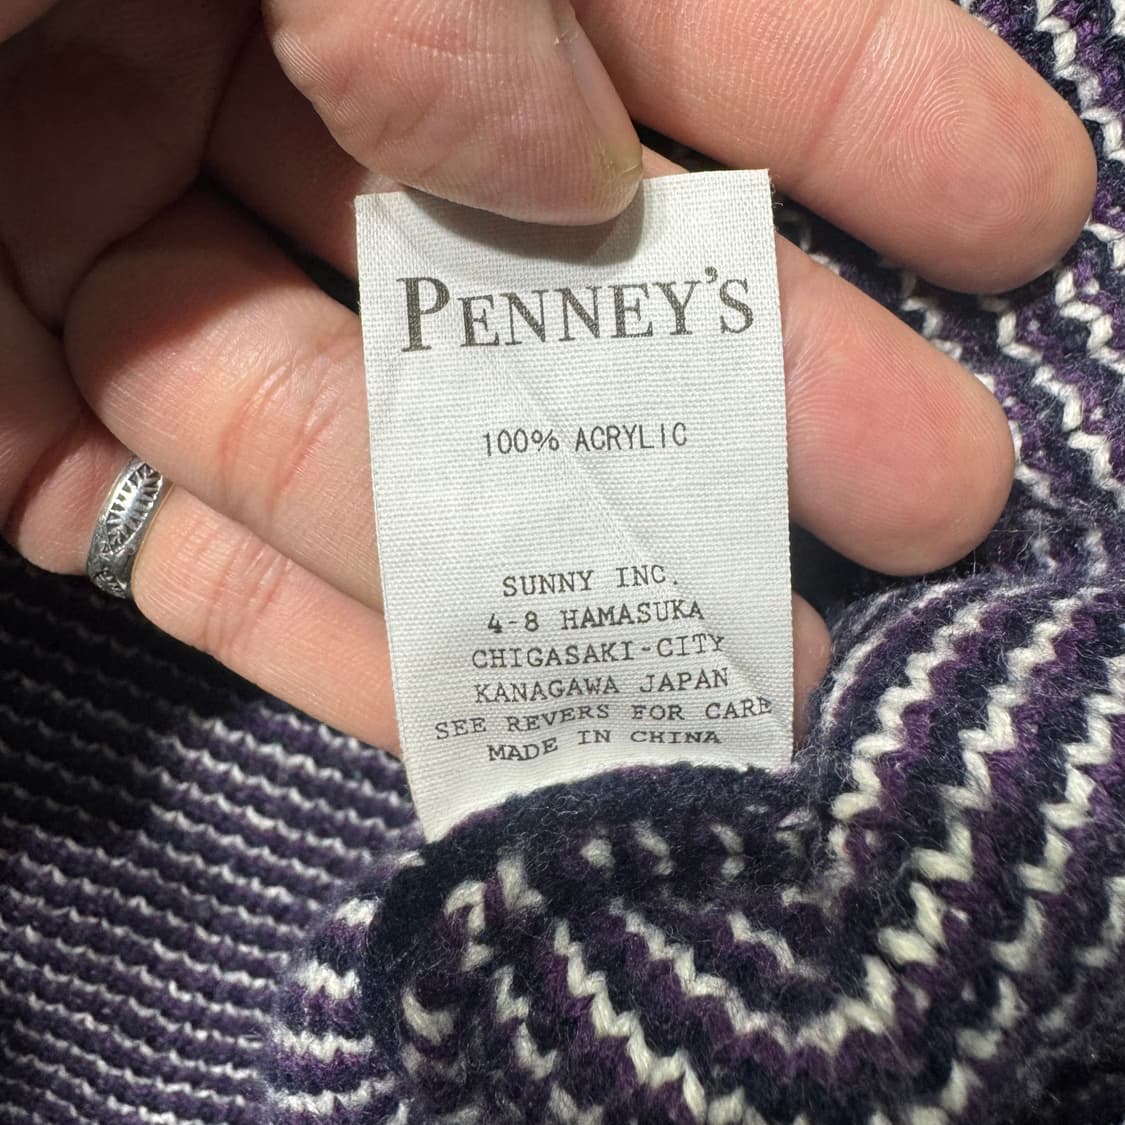 PENNEY'S
100% ACRYLIC
SUNNY INC.
4-8 HAMASUKA
CHIGASAKI-CITY
KANAGAWA JAPAN
SEE REVERS FOR CARE
MADE IN CHINA